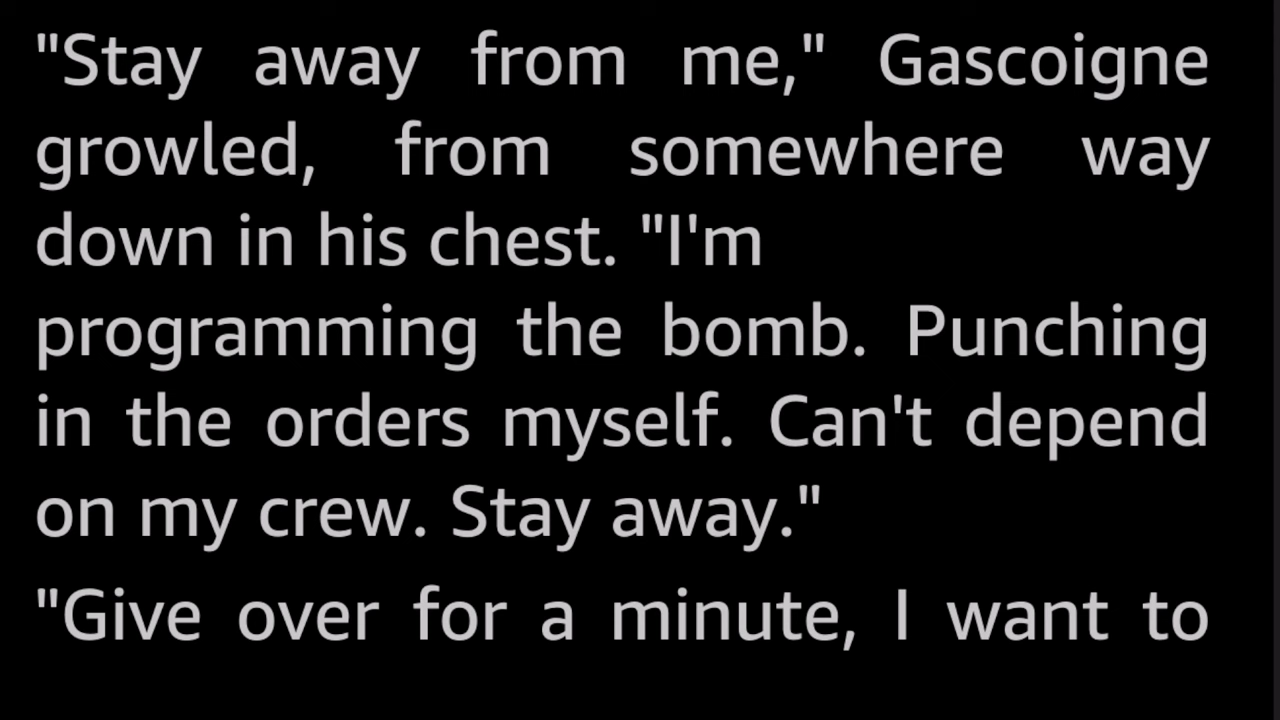 "Stay away from me," Gascoigne
growled, from somewhere way
down in his chest. "I'm
programming the bomb. Punching
in the orders myself. Can't depend
on my crew. Stay away."
"Give over for a minute, I want to